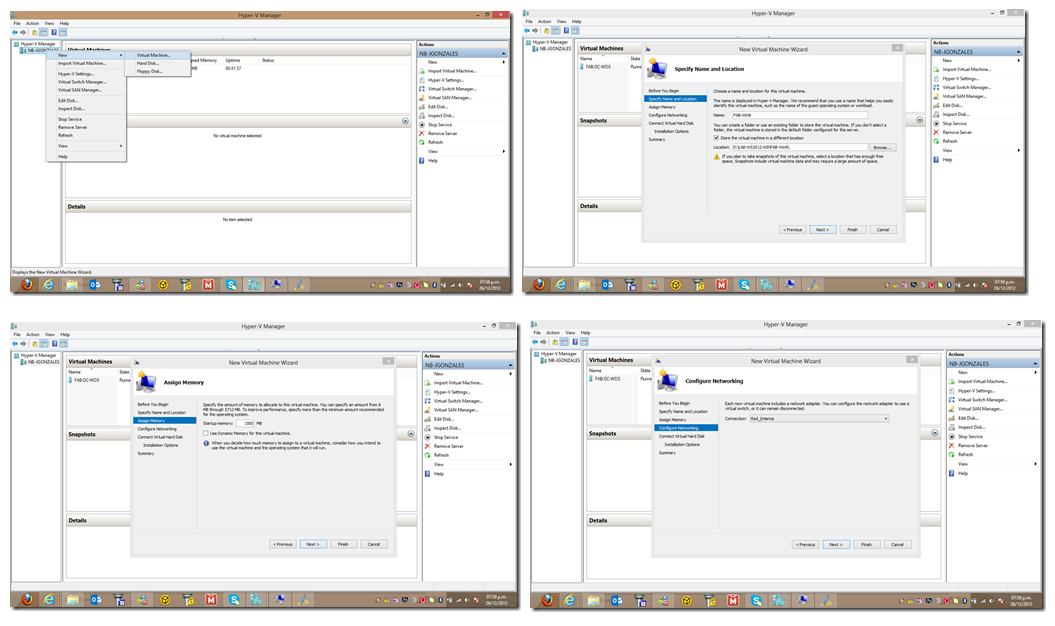 Hyper-V Manager
File Action View Help
Hyper-V Manager
NB-JGONZALES
New
Import Virtual Machine...
Hyper-V Settings...
Virtual Switch Manager...
Virtual SAN Manager...
Edit Disk...
Inspect Disk...
Stop Service
Remove Server
Refresh
View
Help
Virtual Machine...
Hard Disk...
Floppy Disk...
Virtual Machines
Memory Uptime Status
MB 00:41:37
No virtual machine selected.
Details
No item selected.
Actions
NB-JGONZALES
New
Import Virtual Machine...
Hyper-V Settings...
Virtual Switch Manager...
Virtual SAN Manager...
Edit Disk...
Inspect Disk...
Stop Service
Remove Server
Refresh
View
Help
Displays the New Virtual Machine Wizard.
07:58 p.m.
26/12/2012
Hyper-V Manager
File Action View Help
Hyper-V Manager
NB-JGONZALES
Virtual Machines
Name State
FAB-DC-WDS Runn
Snapshots
Details
New Virtual Machine Wizard
Specify Name and Location
Before You Begin
Specify Name and Location
Assign Memory
Configure Networking
Connect Virtual Hard Disk
Installation Options
Summary
Choose a name and location for this virtual machine.
The name is displayed in Hyper-V Manager. We recommend that you use a name that helps you easily
identify this virtual machine, such as the name of the guest operating system or workload.
Name: FAB-Win8
You can create a folder or use an existing folder to store the virtual machine. If you don't select a
folder, the virtual machine is stored in the default folder configured for this server.
Store the virtual machine in a different location
Location: Browse...
If you plan to take snapshots of this virtual machine, select a location that has enough free
space. Snapshots include virtual machine data and may require a large amount of space.
< Previous Next > Finish Cancel
Actions
NB-JGONZALES
New
Import Virtual Machine...
Hyper-V Settings...
Virtual Switch Manager...
Virtual SAN Manager...
Edit Disk...
Inspect Disk...
Stop Service
Remove Server
Refresh
View
Help
07:59 p.m.
26/12/2012
Hyper-V Manager
File Action View Help
Hyper-V Manager
NB-JGONZALES
Virtual Machines
Name State
FAB-DC-WDS Runn
Snapshots
Details
New Virtual Machine Wizard
Assign Memory
Before You Begin
Specify Name and Location
Assign Memory
Configure Networking
Connect Virtual Hard Disk
Installation Options
Summary
Specify the amount of memory to allocate to this virtual machine. You can specify an amount from 8
MB through 5712 MB. To improve performance, specify more than the minimum amount recommended
for the operating system.
Startup memory: 1500 MB
Use Dynamic Memory for this virtual machine.
When you decide how much memory to assign to a virtual machine, consider how you intend to
use the virtual machine and the operating system that it will run.
< Previous Next > Finish Cancel
Actions
NB-JGONZALES
New
Import Virtual Machine...
Hyper-V Settings...
Virtual Switch Manager...
Virtual SAN Manager...
Edit Disk...
Inspect Disk...
Stop Service
Remove Server
Refresh
View
Help
07:59 p.m.
26/12/2012
Hyper-V Manager
File Action View Help
Hyper-V Manager
NB-JGONZALES
Virtual Machines
Name State
FAB-DC-WDS Runn
Snapshots
Details
New Virtual Machine Wizard
Configure Networking
Before You Begin
Specify Name and Location
Assign Memory
Configure Networking
Connect Virtual Hard Disk
Installation Options
Summary
Each new virtual machine includes a network adapter. You can configure the network adapter to use a
virtual switch, or it can remain disconnected.
Connection: Red_Interna
< Previous Next > Finish Cancel
Actions
NB-JGONZALES
New
Import Virtual Machine...
Hyper-V Settings...
Virtual Switch Manager...
Virtual SAN Manager...
Edit Disk...
Inspect Disk...
Stop Service
Remove Server
Refresh
View
Help
07:59 p.m.
26/12/2012